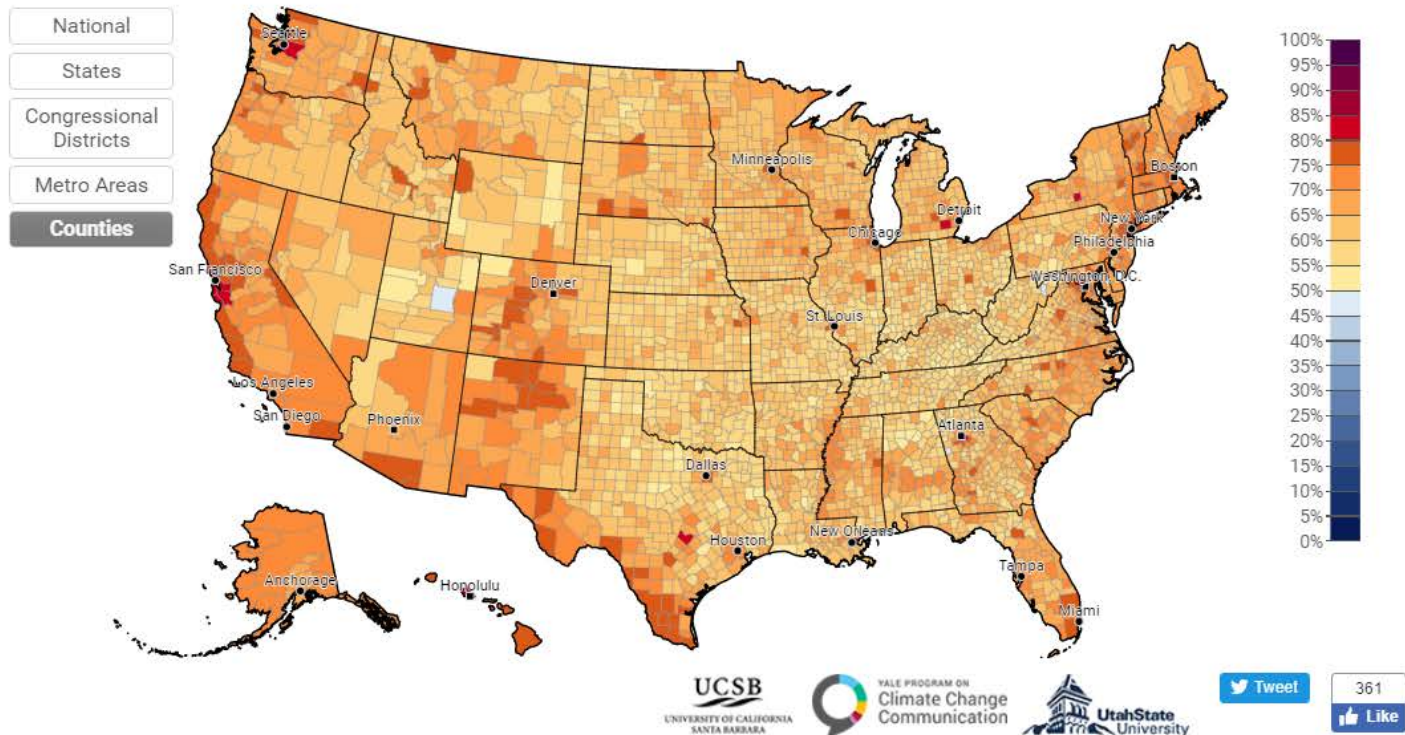 National
States
Congressional
Districts
Metro Areas
Counties
Seattle
Minneapolis
Boston
Detroit
New York
Chicago
Philadelphia
San Francisco
Denver
Washington, D.C.
St. Louis
Los Angeles
San Diego
Phoenix
Atlanta
Dallas
Houston
New Orleans
Anchorage
Honolulu
Tampa
Miami
100%
95%
90%
85%
80%
75%
70%
65%
60%
55%
50%
45%
40%
35%
30%
25%
20%
15%
10%
5%
0%
UCSB
UNIVERSITY OF CALIFORNIA
SANTA BARBARA
YALE PROGRAM ON
Climate Change
Communication
UtahState
University
Tweet
361
Like